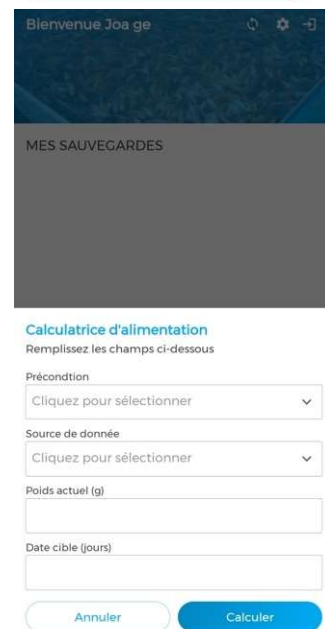 Bienvenue Joa ge
MES SAUVEGARDES
Calculatrice d'alimentation
Remplissez les champs ci-dessous
Précondtion
Cliquez pour sélectionner
Source de donnée
Cliquez pour sélectionner
Poids actuel (g)
Date cible (jours)
Annuler
Calculer